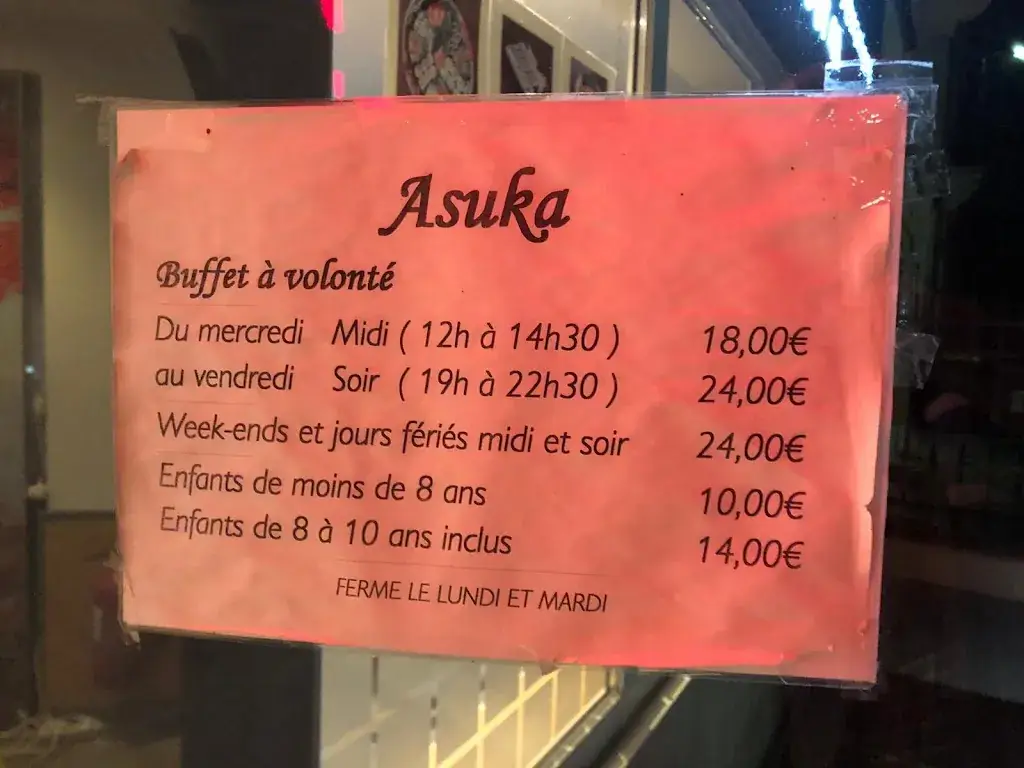 Asuka
Buffet à volonté
Du mercredi Midi ( 12h à 14h30 ) 18,00€
au vendredi Soir ( 19h à 22h30 ) 24,00€
Week-ends et jours fériés midi et soir 24,00€
Enfants de moins de 8 ans 10,00€
Enfants de 8 à 10 ans inclus 14,00€
FERME LE LUNDI ET MARDI